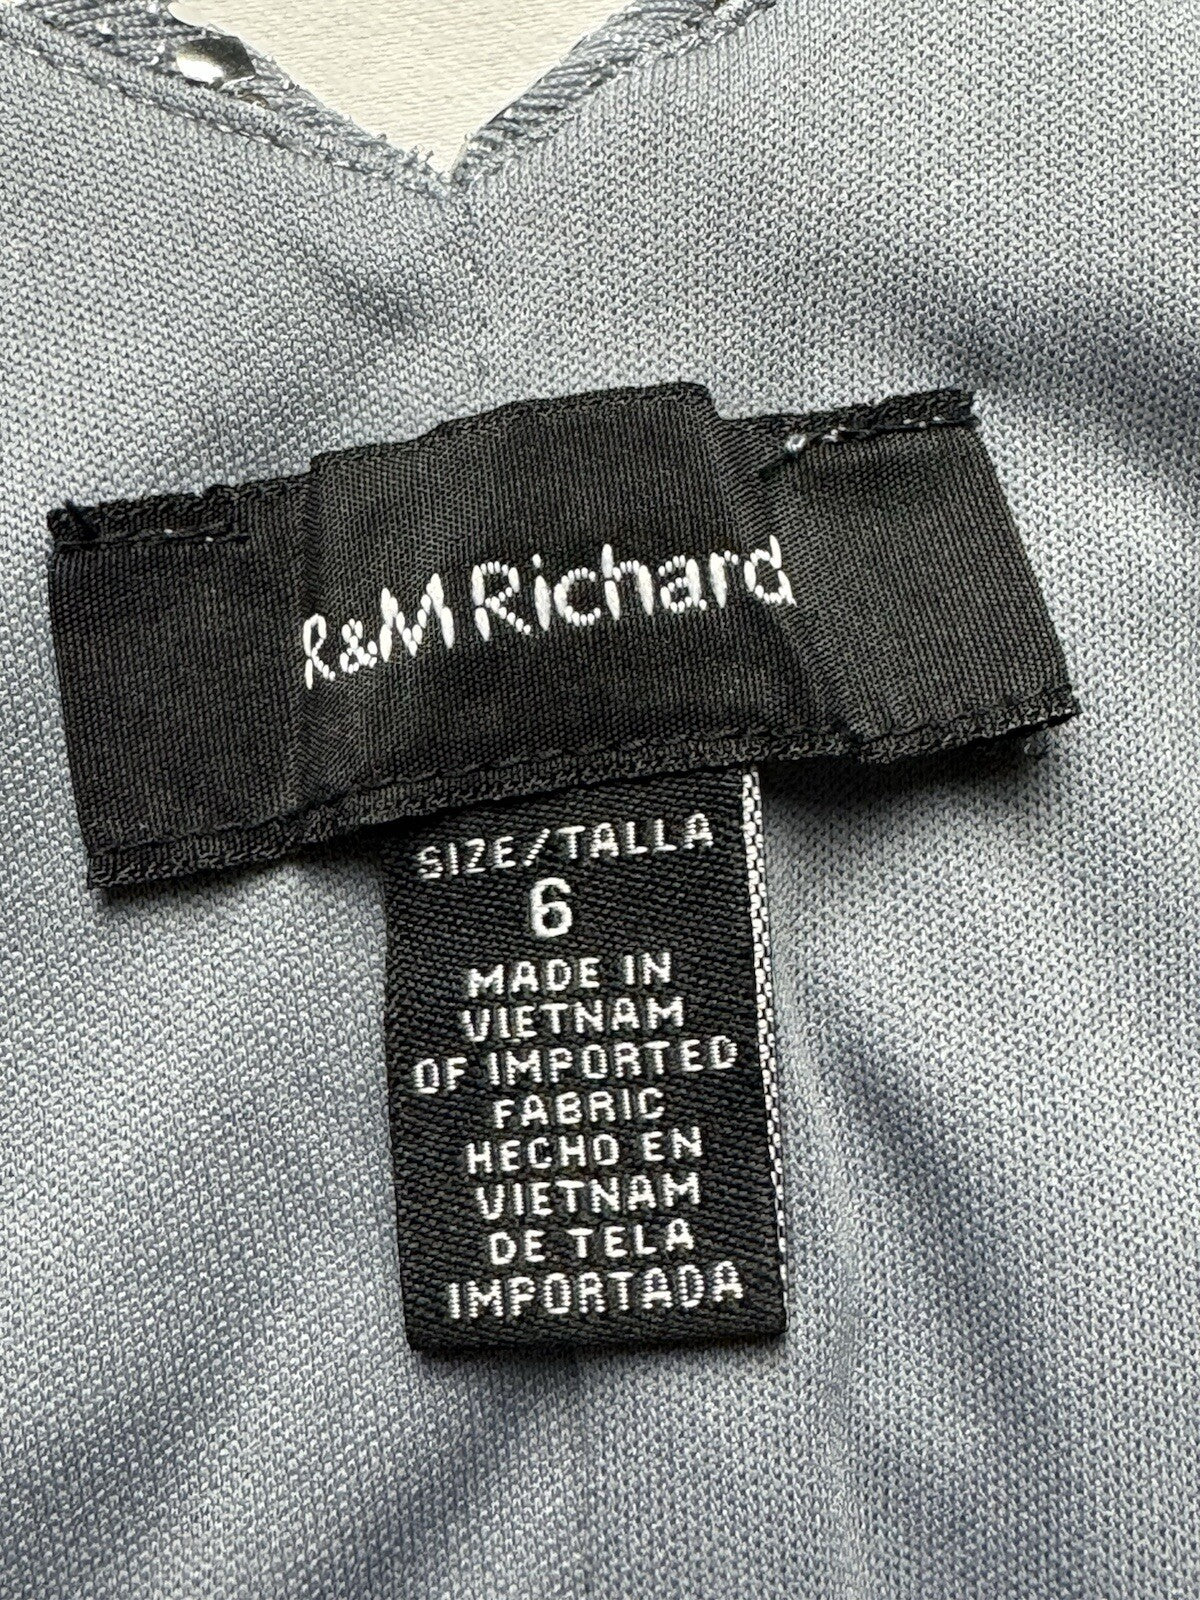 R&M Richard
SIZE/TALLA
6
MADE IN
VIETNAM
OF IMPORTED
FABRIC
HECHO EN
VIETNAM
DE TELA
IMPORTADA